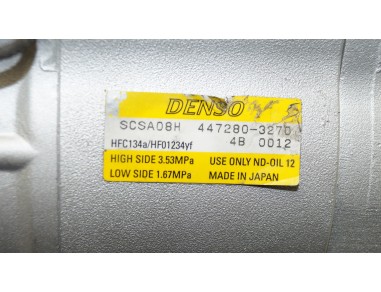 DENSO
SCSA08H 447280-3270
HFC134a/HFO1234yf 4B 0012
HIGH SIDE 3.53MPa USE ONLY ND-OIL 12
LOW SIDE 1.67MPa MADE IN JAPAN